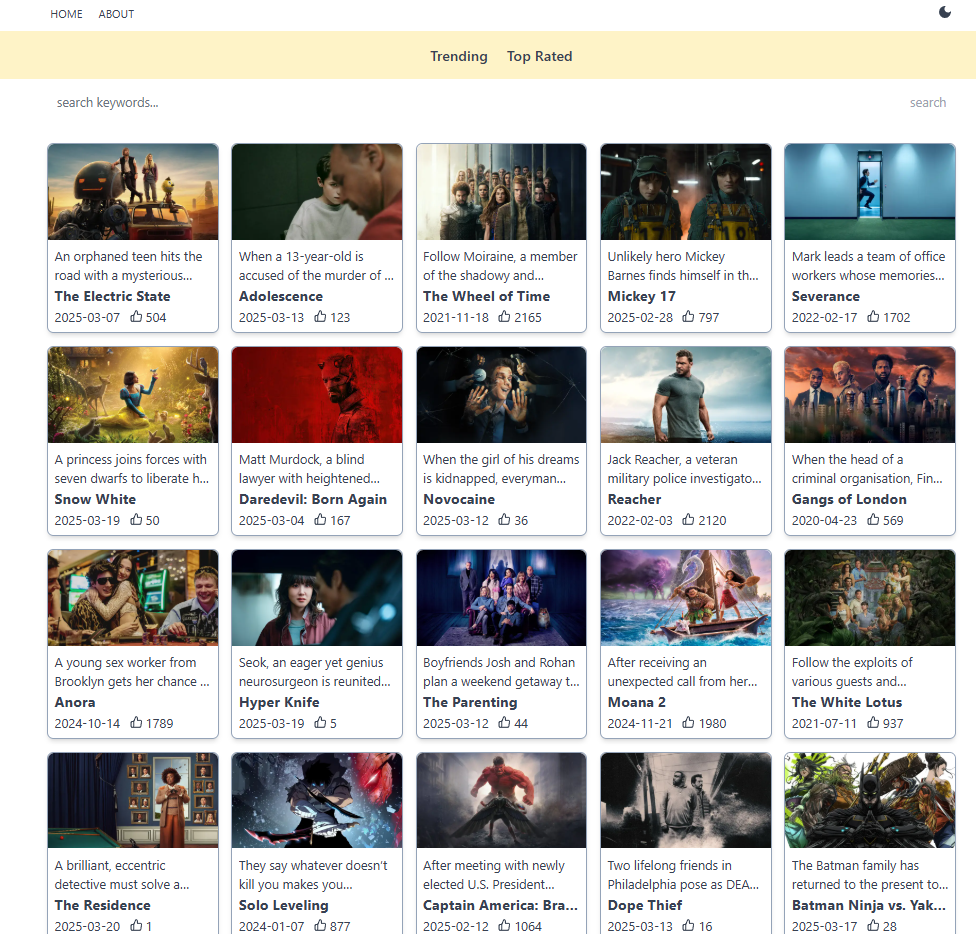 HOME ABOUT
Trending Top Rated
search keywords... search
An orphaned teen hits the
road with a mysterious...
The Electric State
2025-03-07 504
When a 13-year-old is
accused of the murder of ...
Adolescence
2025-03-13 123
Follow Moiraine, a member
of the shadowy and...
The Wheel of Time
2021-11-18 2165
Unlikely hero Mickey
Barnes finds himself in th...
Mickey 17
2025-02-28 797
Mark leads a team of office
workers whose memories...
Severance
2022-02-17 1702
A princess joins forces with
seven dwarfs to liberate h...
Snow White
2025-03-19 50
Matt Murdock, a blind
lawyer with heightened...
Daredevil: Born Again
2025-03-04 167
When the girl of his dreams
is kidnapped, everyman...
Novocaine
2025-03-12 36
Jack Reacher, a veteran
military police investigato...
Reacher
2022-02-03 2120
When the head of a
criminal organisation, Fin...
Gangs of London
2020-04-23 569
A young sex worker from
Brooklyn gets her chance ...
Anora
2024-10-14 1789
Seok, an eager yet genius
neurosurgeon is reunited...
Hyper Knife
2025-03-19 5
Boyfriends Josh and Rohan
plan a weekend getaway t...
The Parenting
2025-03-12 44
After receiving an
unexpected call from her...
Moana 2
2024-11-21 1980
Follow the exploits of
various guests and...
The White Lotus
2021-07-11 937
A brilliant, eccentric
detective must solve a...
The Residence
2025-03-20 1
They say whatever doesn't
kill you makes you...
Solo Leveling
2024-01-07 877
After meeting with newly
elected U.S. President...
Captain America: Bra...
2025-02-12 1064
Two lifelong friends in
Philadelphia pose as DEA...
Dope Thief
2025-03-13 16
The Batman family has
returned to the present to...
Batman Ninja vs. Yak...
2025-03-17 28